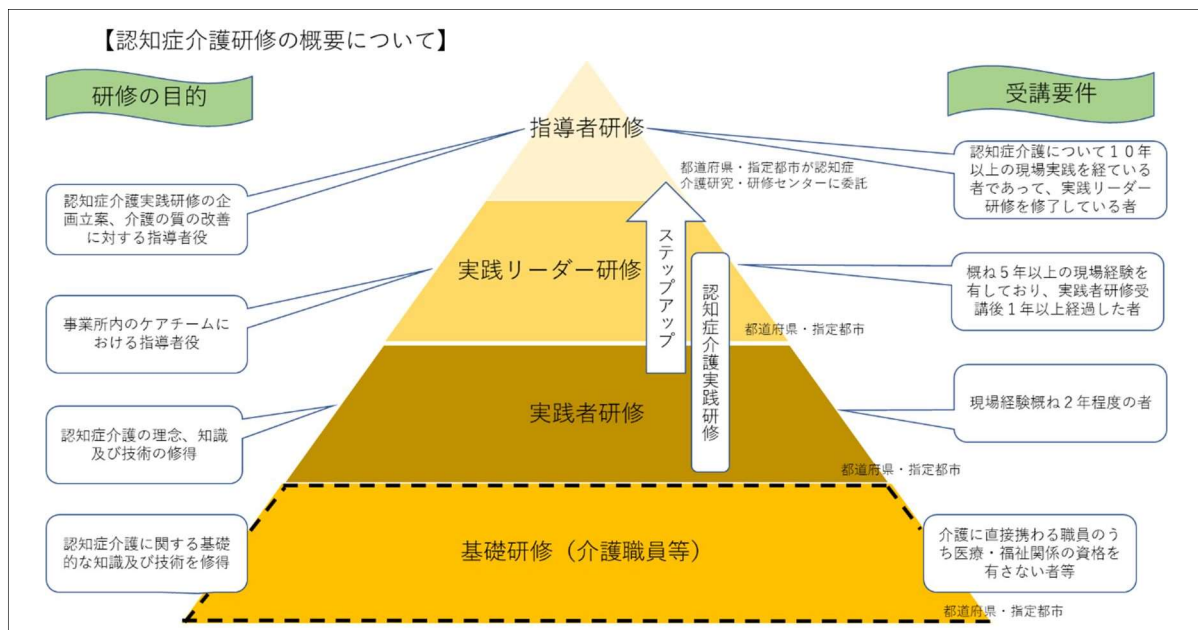 【認知症介護研修の概要について】
研修の目的
受講要件
指導者研修
都道府県・指定都市が認知症
介護研究・研修センターに委託
認知症介護実践研修の企
画立案、介護の質の改善
に対する指導者役
認知症介護について１０年
以上の現場実践を経ている
者であって、実践リーダー
研修を修了している者
実践リーダー研修
ステップアップ
認知症介護実践研修
事業所内のケアチームに
おける指導者役
概ね５年以上の現場経験を
有しており、実践者研修受
講後１年以上経過した者
都道府県・指定都市
実践者研修
認知症介護の理念、知識
及び技術の修得
現場経験概ね２年程度の者
都道府県・指定都市
基礎研修（介護職員等）
認知症介護に関する基礎
的な知識及び技術を修得
介護に直接携わる職員のう
ち医療・福祉関係の資格を
有さない者等
都道府県・指定都市